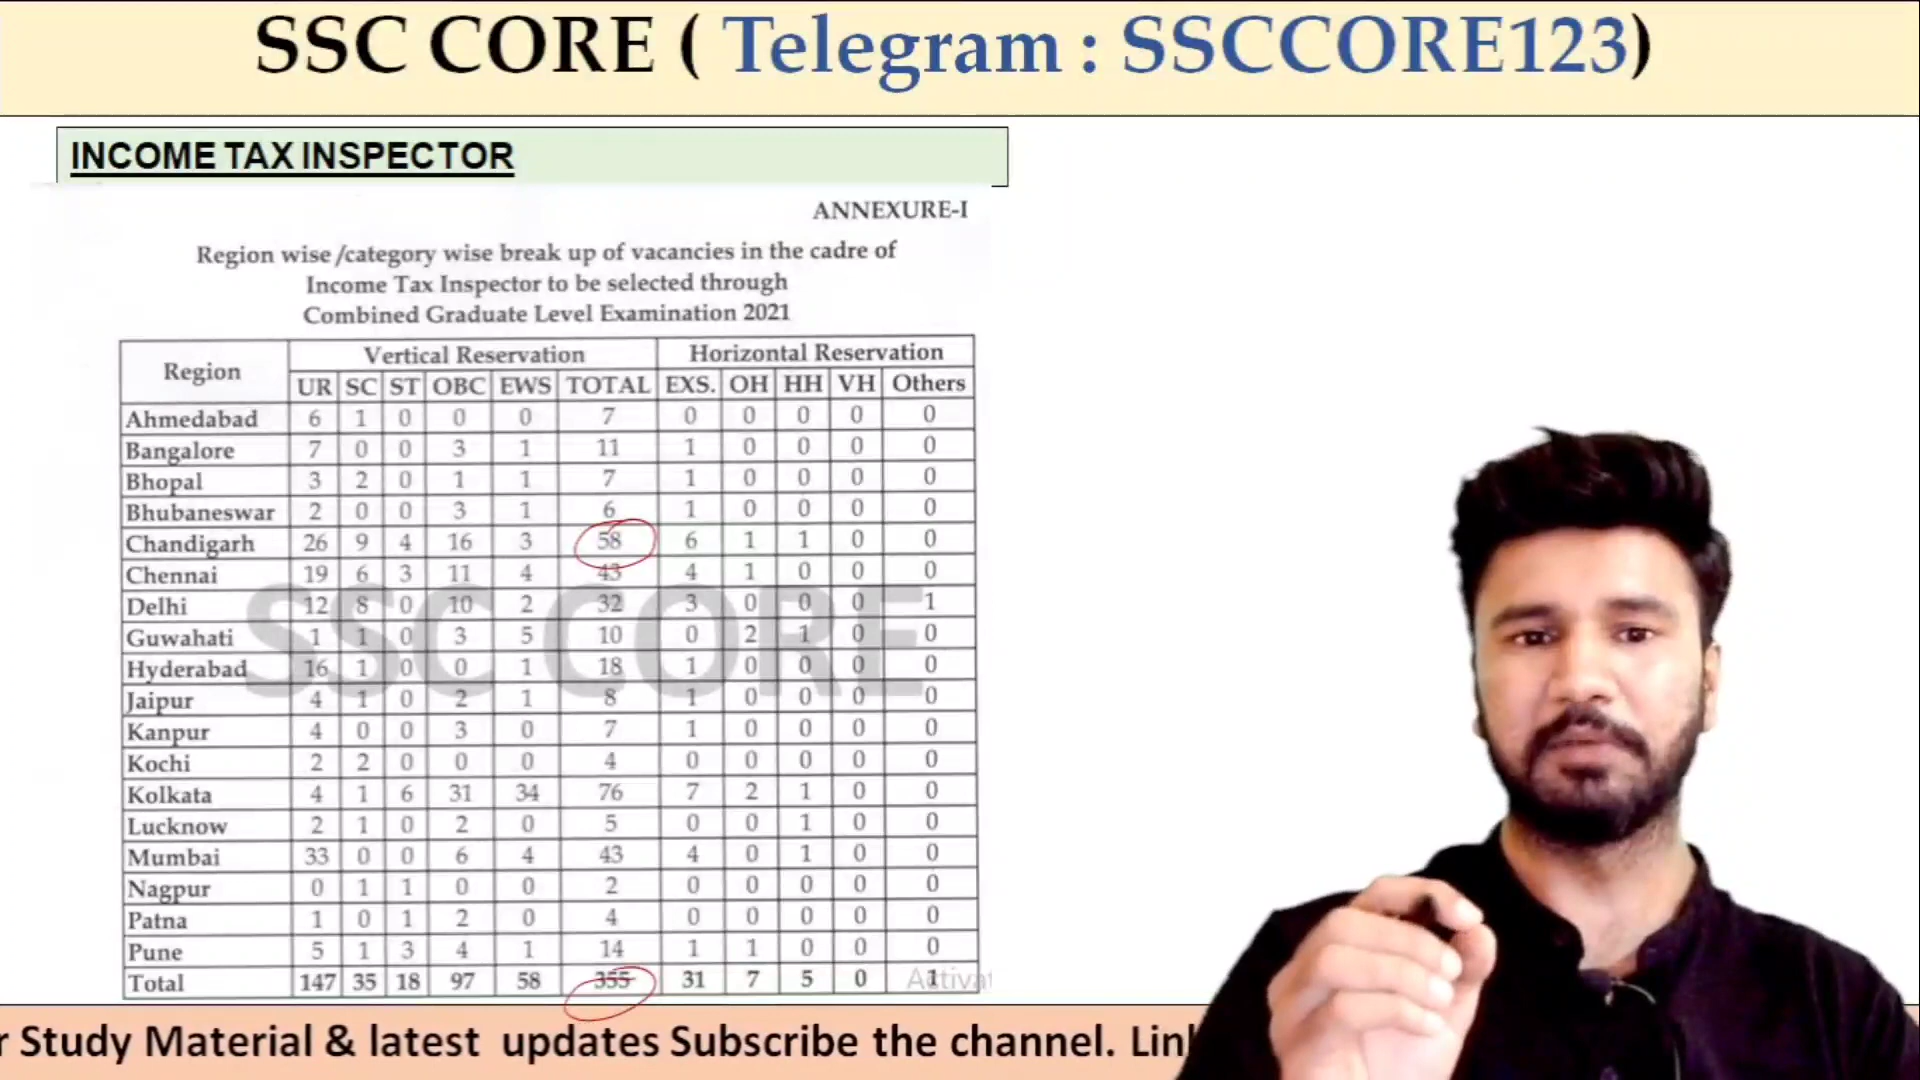 SSC CORE ( Telegram : SSCCORE123)
INCOME TAX INSPECTOR
ANNEXURE-I
Region wise/category wise break up of vacancies in the cadre of
Income Tax Inspector to be selected through
Combined Graduate Level Examination 2021
Region Vertical Reservation Horizontal Reservation
UR SC ST OBC EWS TOTAL EXS. OH HH VH Others
Ahmedabad 6 1 0 0 0 7 0 0 0 0 0
Bangalore 7 0 0 3 1 11 1 0 0 0 0
Bhopal 3 2 0 1 1 7 1 0 0 0 0
Bhubaneswar 2 0 0 3 1 6 1 0 0 0 0
Chandigarh 26 9 4 16 3 58 6 1 1 0 0
Chennai 19 6 3 11 4 43 4 1 0 0 0
Delhi 12 8 0 10 2 32 3 0 0 0 1
Guwahati 1 1 0 3 5 10 0 2 1 0 0
Hyderabad 16 1 0 0 1 18 1 0 0 0 0
Jaipur 4 1 0 2 1 8 1 0 0 0 0
Kanpur 4 0 0 3 0 7 1 0 0 0 0
Kochi 2 2 0 0 0 4 0 0 0 0 0
Kolkata 4 1 6 31 34 76 7 2 1 0 0
Lucknow 2 1 0 2 0 5 0 0 1 0 0
Mumbai 33 0 0 6 4 43 4 0 1 0 0
Nagpur 0 1 1 0 0 2 0 0 0 0 0
Patna 1 0 1 2 0 4 0 0 0 0 0
Pune 5 1 3 4 1 14 1 1 0 0 0
Total 147 35 18 97 58 355 31 7 5 0 1
SSC CORE
Activat
r Study Material & latest updates Subscribe the channel. Lin